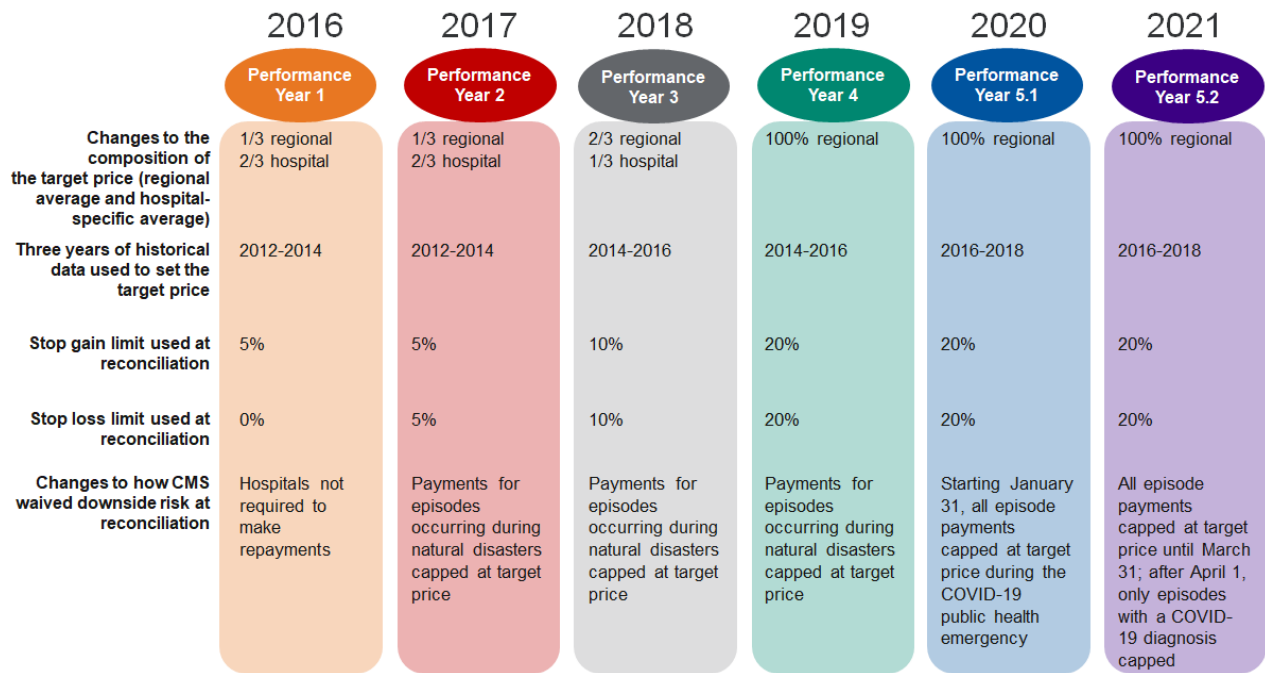 2016
2017
2018
2019
2020
2021
Performance
Year 1
Performance
Year 2
Performance
Year 3
Performance
Year 4
Performance
Year 5.1
Performance
Year 5.2
Changes to the
composition of
the target price (regional
average and hospital-
specific average)
1/3 regional
2/3 hospital
1/3 regional
2/3 hospital
2/3 regional
1/3 hospital
100% regional
100% regional
100% regional
Three years of historical
data used to set the
target price
2012-2014
2012-2014
2014-2016
2014-2016
2016-2018
2016-2018
Stop gain limit used at
reconciliation
5%
5%
10%
20%
20%
20%
Stop loss limit used at
reconciliation
0%
5%
10%
20%
20%
20%
Changes to how CMS
waived downside risk at
reconciliation
Hospitals not
required to
make
repayments
Payments for
episodes
occurring during
natural disasters
capped at target
price
Payments for
episodes
occurring during
natural disasters
capped at target
price
Payments for
episodes
occurring during
natural disasters
capped at target
price
Starting January
31, all episode
payments
capped at target
price during the
COVID-19
public health
emergency
All episode
payments
capped at target
price until March
31; after April 1,
only episodes
with a COVID-
19 diagnosis
capped